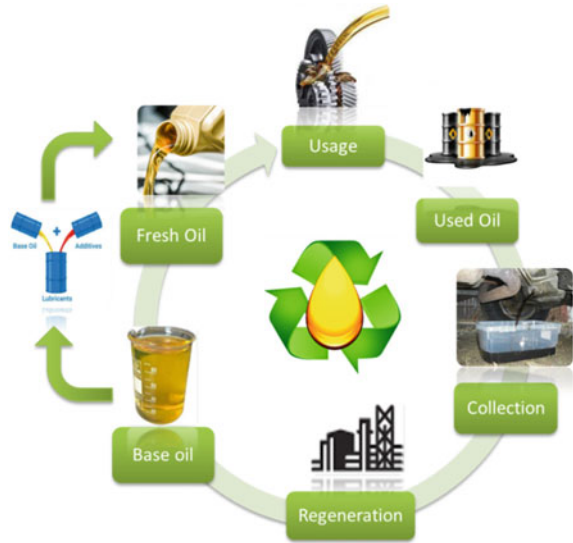 Usage
Used Oil
Collection
Regeneration
Base oil
Fresh Oil
+
Base Oil
Additives
Lubricants